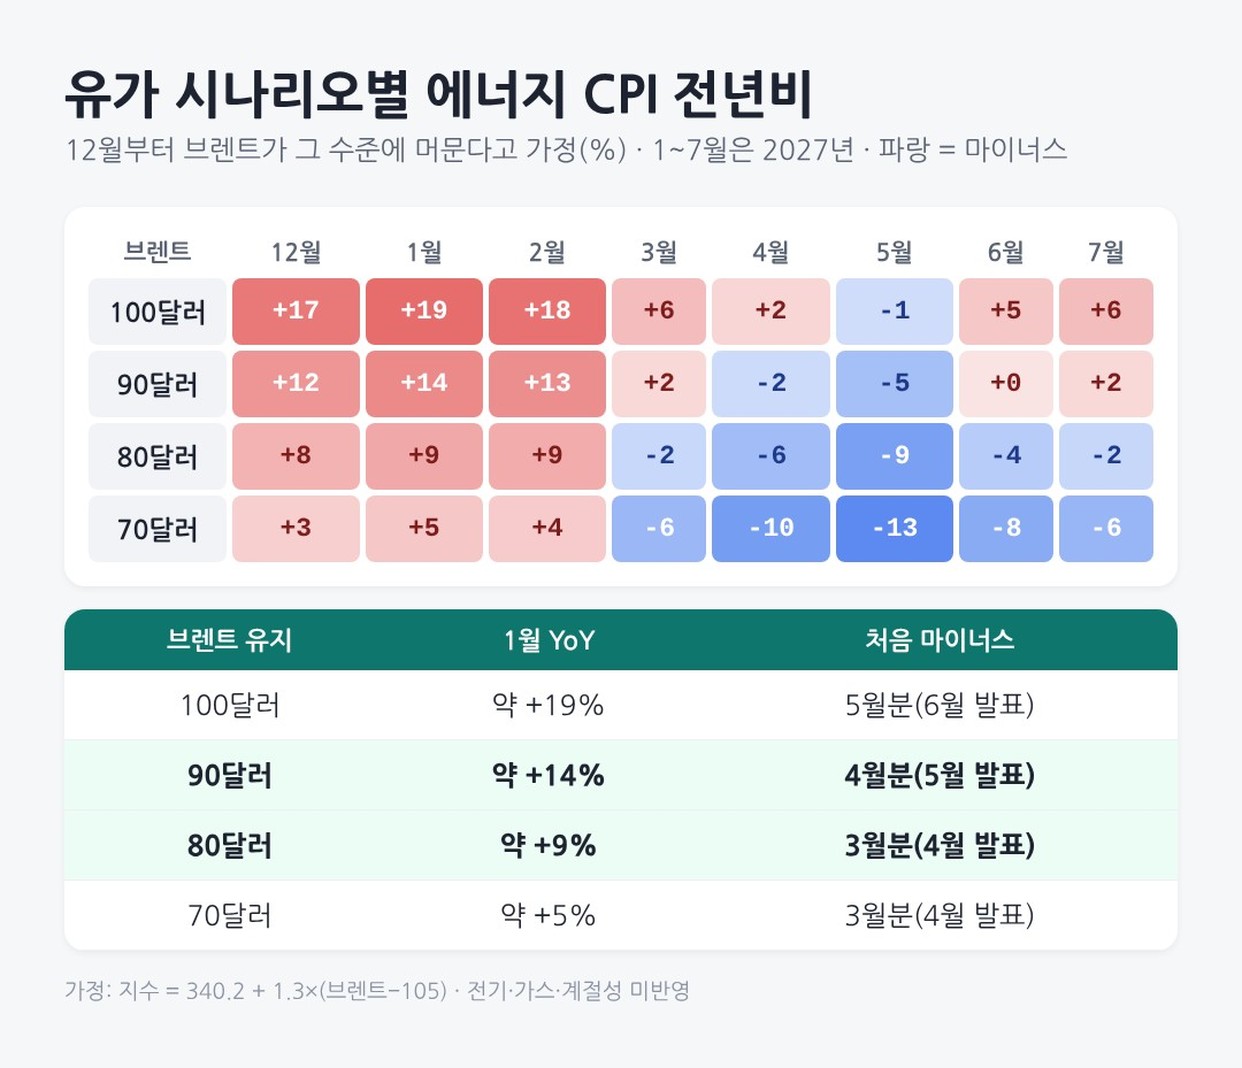 유가 시나리오별 에너지 CPI 전년비
12월부터 브렌트가 그 수준에 머문다고 가정(%) · 1~7월은 2027년 · 파랑 = 마이너스
브렌트 12월 1월 2월 3월 4월 5월 6월 7월
100달러 +17 +19 +18 +6 +2 -1 +5 +6
90달러 +12 +14 +13 +2 -2 -5 +0 +2
80달러 +8 +9 +9 -2 -6 -9 -4 -2
70달러 +3 +5 +4 -6 -10 -13 -8 -6
브렌트 유지 1월 YoY 처음 마이너스
100달러 약 +19% 5월분(6월 발표)
90달러 약 +14% 4월분(5월 발표)
80달러 약 +9% 3월분(4월 발표)
70달러 약 +5% 3월분(4월 발표)
가정: 지수 = 340.2 + 1.3×(브렌트−105) · 전기·가스·계절성 미반영